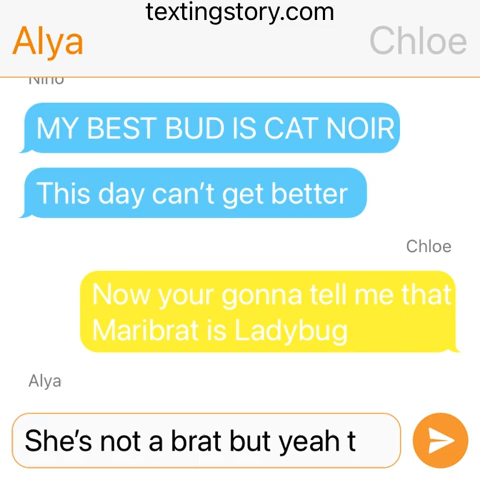 textingstory.com
Alya
Chloe
Nino
MY BEST BUD IS CAT NOIR
This day can’t get better
Chloe
Now your gonna tell me that
Maribrat is Ladybug
Alya
She’s not a brat but yeah t